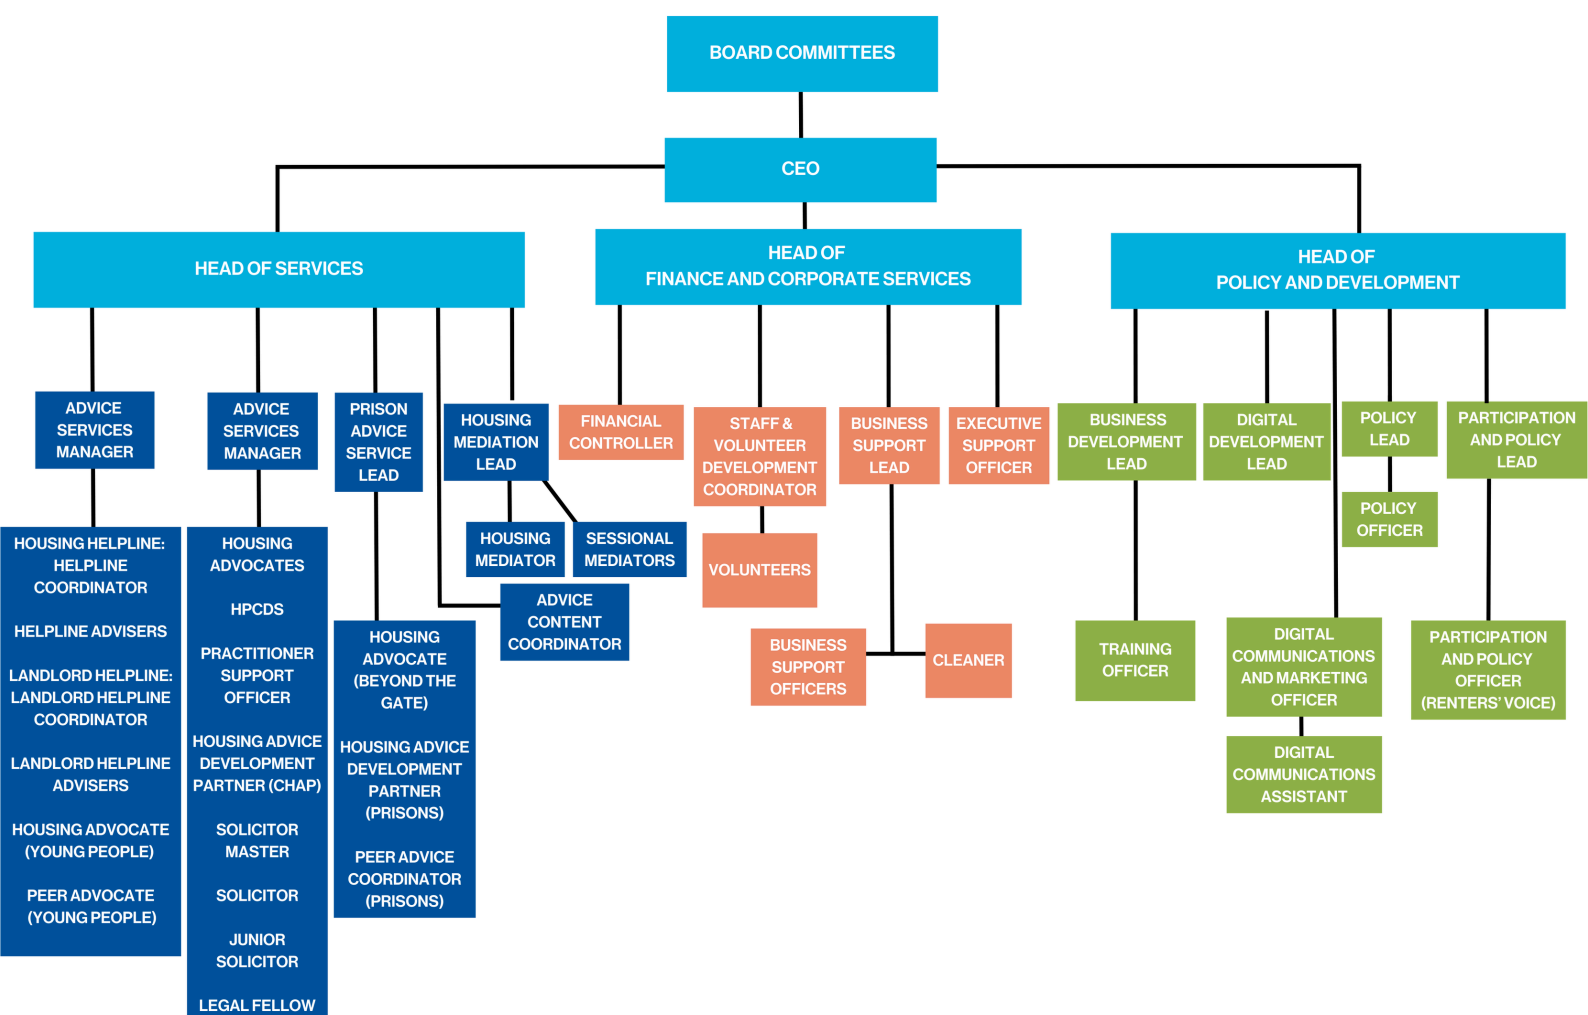 BOARD COMMITTEES
CEO
HEAD OF SERVICES
HEAD OF
FINANCE AND CORPORATE SERVICES
HEAD OF
POLICY AND DEVELOPMENT
ADVICE
SERVICES
MANAGER
ADVICE
SERVICES
MANAGER
PRISON
ADVICE
SERVICE
LEAD
HOUSING
MEDIATION
LEAD
FINANCIAL
CONTROLLER
STAFF &
VOLUNTEER
DEVELOPMENT
COORDINATOR
BUSINESS
SUPPORT
LEAD
EXECUTIVE
SUPPORT
OFFICER
BUSINESS
DEVELOPMENT
LEAD
DIGITAL
DEVELOPMENT
LEAD
POLICY
LEAD
PARTICIPATION
AND POLICY
LEAD
POLICY
OFFICER
HOUSING
MEDIATOR
SESSIONAL
MEDIATORS
VOLUNTEERS
ADVICE
CONTENT
COORDINATOR
HOUSING HELPLINE:
HELPLINE
COORDINATOR
HELPLINE ADVISERS
LANDLORD HELPLINE:
LANDLORD HELPLINE
COORDINATOR
LANDLORD HELPLINE
ADVISERS
HOUSING ADVOCATE
(YOUNG PEOPLE)
PEER ADVOCATE
(YOUNG PEOPLE)
HOUSING
ADVOCATES
HPCDS
PRACTITIONER
SUPPORT
OFFICER
HOUSING ADVICE
DEVELOPMENT
PARTNER (CHAP)
SOLICITOR
MASTER
SOLICITOR
JUNIOR
SOLICITOR
LEGAL FELLOW
HOUSING
ADVOCATE
(BEYOND THE
GATE)
HOUSING ADVICE
DEVELOPMENT
PARTNER
(PRISONS)
PEER ADVICE
COORDINATOR
(PRISONS)
BUSINESS
SUPPORT
OFFICERS
CLEANER
TRAINING
OFFICER
DIGITAL
COMMUNICATIONS
AND MARKETING
OFFICER
PARTICIPATION
AND POLICY
OFFICER
(RENTERS' VOICE)
DIGITAL
COMMUNICATIONS
ASSISTANT